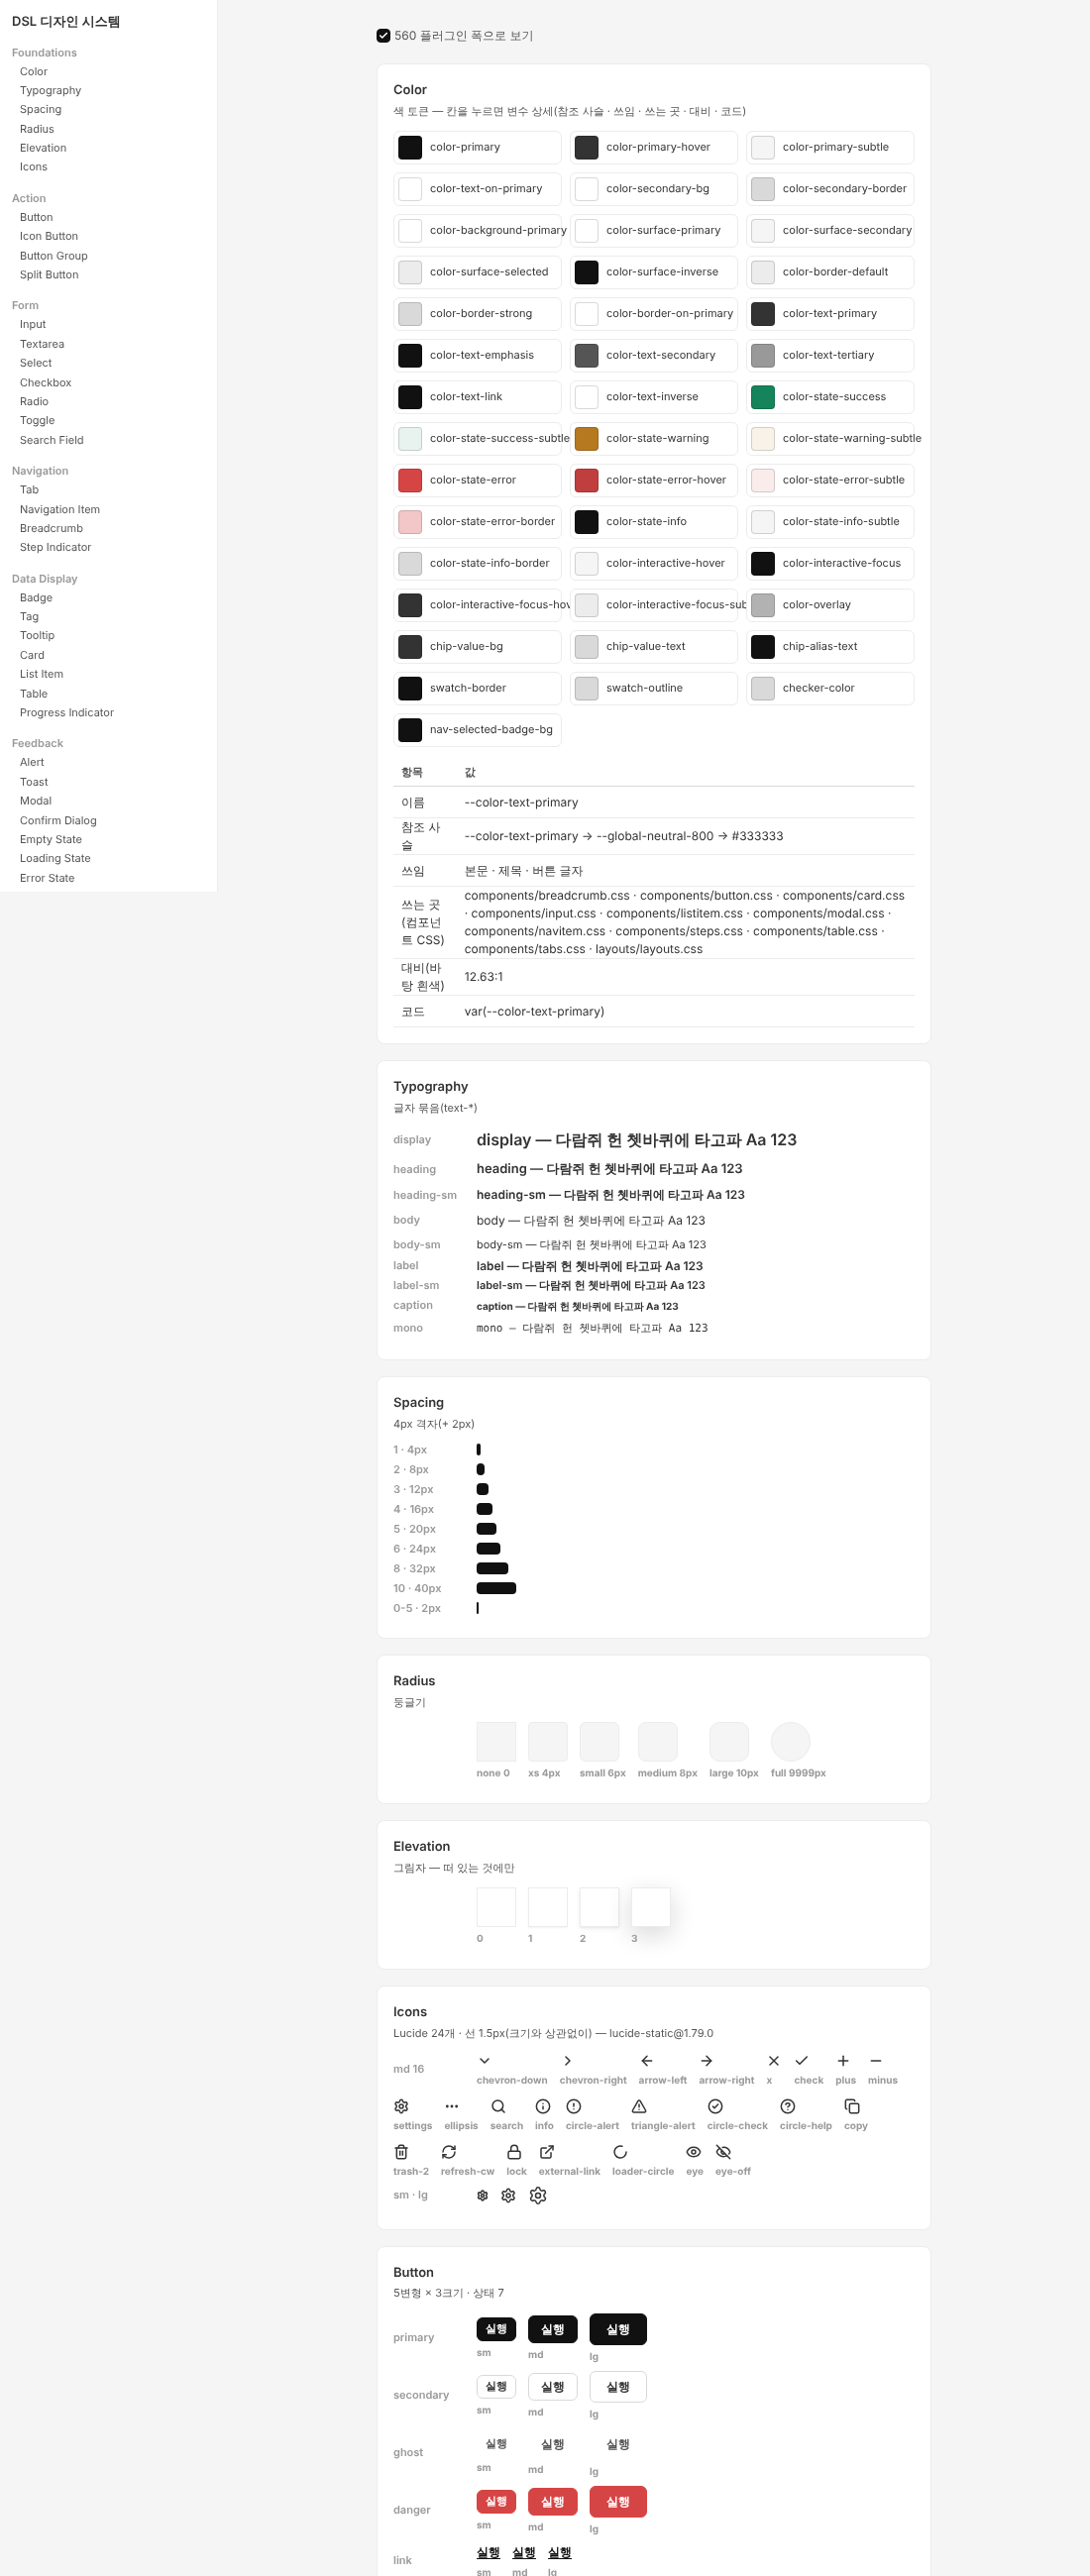 DSL 디자인 시스템
Foundations
Color
Typography
Spacing
Radius
Elevation
Icons
Action
Button
Icon Button
Button Group
Split Button
Form
Input
Textarea
Select
Checkbox
Radio
Toggle
Search Field
Navigation
Tab
Navigation Item
Breadcrumb
Step Indicator
Data Display
Badge
Tag
Tooltip
Card
List Item
Table
Progress Indicator
Feedback
Alert
Toast
Modal
Confirm Dialog
Empty State
Loading State
Error State
560 플러그인 폭으로 보기
Color
색 토큰 — 칸을 누르면 변수 상세(참조 사슬 · 쓰임 · 쓰는 곳 · 대비 · 코드)
color-primary color-primary-hover color-primary-subtle
color-text-on-primary color-secondary-bg color-secondary-border
color-background-primary color-surface-primary color-surface-secondary
color-surface-selected color-surface-inverse color-border-default
color-border-strong color-border-on-primary color-text-primary
color-text-emphasis color-text-secondary color-text-tertiary
color-text-link color-text-inverse color-state-success
color-state-success-subtle color-state-warning color-state-warning-subtle
color-state-error color-state-error-hover color-state-error-subtle
color-state-error-border color-state-info color-state-info-subtle
color-state-info-border color-interactive-hover color-interactive-focus
color-interactive-focus-hov color-interactive-focus-sub color-overlay
chip-value-bg chip-value-text chip-alias-text
swatch-border swatch-outline checker-color
nav-selected-badge-bg
항목 값
이름 --color-text-primary
참조 사슬 --color-text-primary → --global-neutral-800 → #333333
쓰임 본문 · 제목 · 버튼 글자
쓰는 곳(컴포넌트 CSS) components/breadcrumb.css · components/button.css · components/card.css
· components/input.css · components/listitem.css · components/modal.css ·
components/navitem.css · components/steps.css · components/table.css ·
components/tabs.css · layouts/layouts.css
대비(바탕 흰색) 12.63:1
코드 var(--color-text-primary)
Typography
글자 묶음(text-*)
display display — 다람쥐 헌 쳇바퀴에 타고파 Aa 123
heading heading — 다람쥐 헌 쳇바퀴에 타고파 Aa 123
heading-sm heading-sm — 다람쥐 헌 쳇바퀴에 타고파 Aa 123
body body — 다람쥐 헌 쳇바퀴에 타고파 Aa 123
body-sm body-sm — 다람쥐 헌 쳇바퀴에 타고파 Aa 123
label label — 다람쥐 헌 쳇바퀴에 타고파 Aa 123
label-sm label-sm — 다람쥐 헌 쳇바퀴에 타고파 Aa 123
caption caption — 다람쥐 헌 쳇바퀴에 타고파 Aa 123
mono mono — 다람쥐 헌 쳇바퀴에 타고파 Aa 123
Spacing
4px 격자(+ 2px)
1 · 4px
2 · 8px
3 · 12px
4 · 16px
5 · 20px
6 · 24px
8 · 32px
10 · 40px
0-5 · 2px
Radius
둥글기
none 0 xs 4px small 6px medium 8px large 10px full 9999px
Elevation
그림자 — 떠 있는 것에만
0 1 2 3
Icons
Lucide 24개 · 선 1.5px(크기와 상관없이) — lucide-static@1.79.0
md 16 chevron-down chevron-right arrow-left arrow-right x check plus minus
settings ellipsis search info circle-alert triangle-alert circle-check circle-help copy
trash-2 refresh-cw lock external-link loader-circle eye eye-off
sm · lg
Button
5변형 × 3크기 · 상태 7
primary 실행 실행 실행
sm md lg
secondary 실행 실행 실행
sm md lg
ghost 실행 실행 실행
sm md lg
danger 실행 실행 실행
sm md lg
link 실행 실행 실행
sm md lg